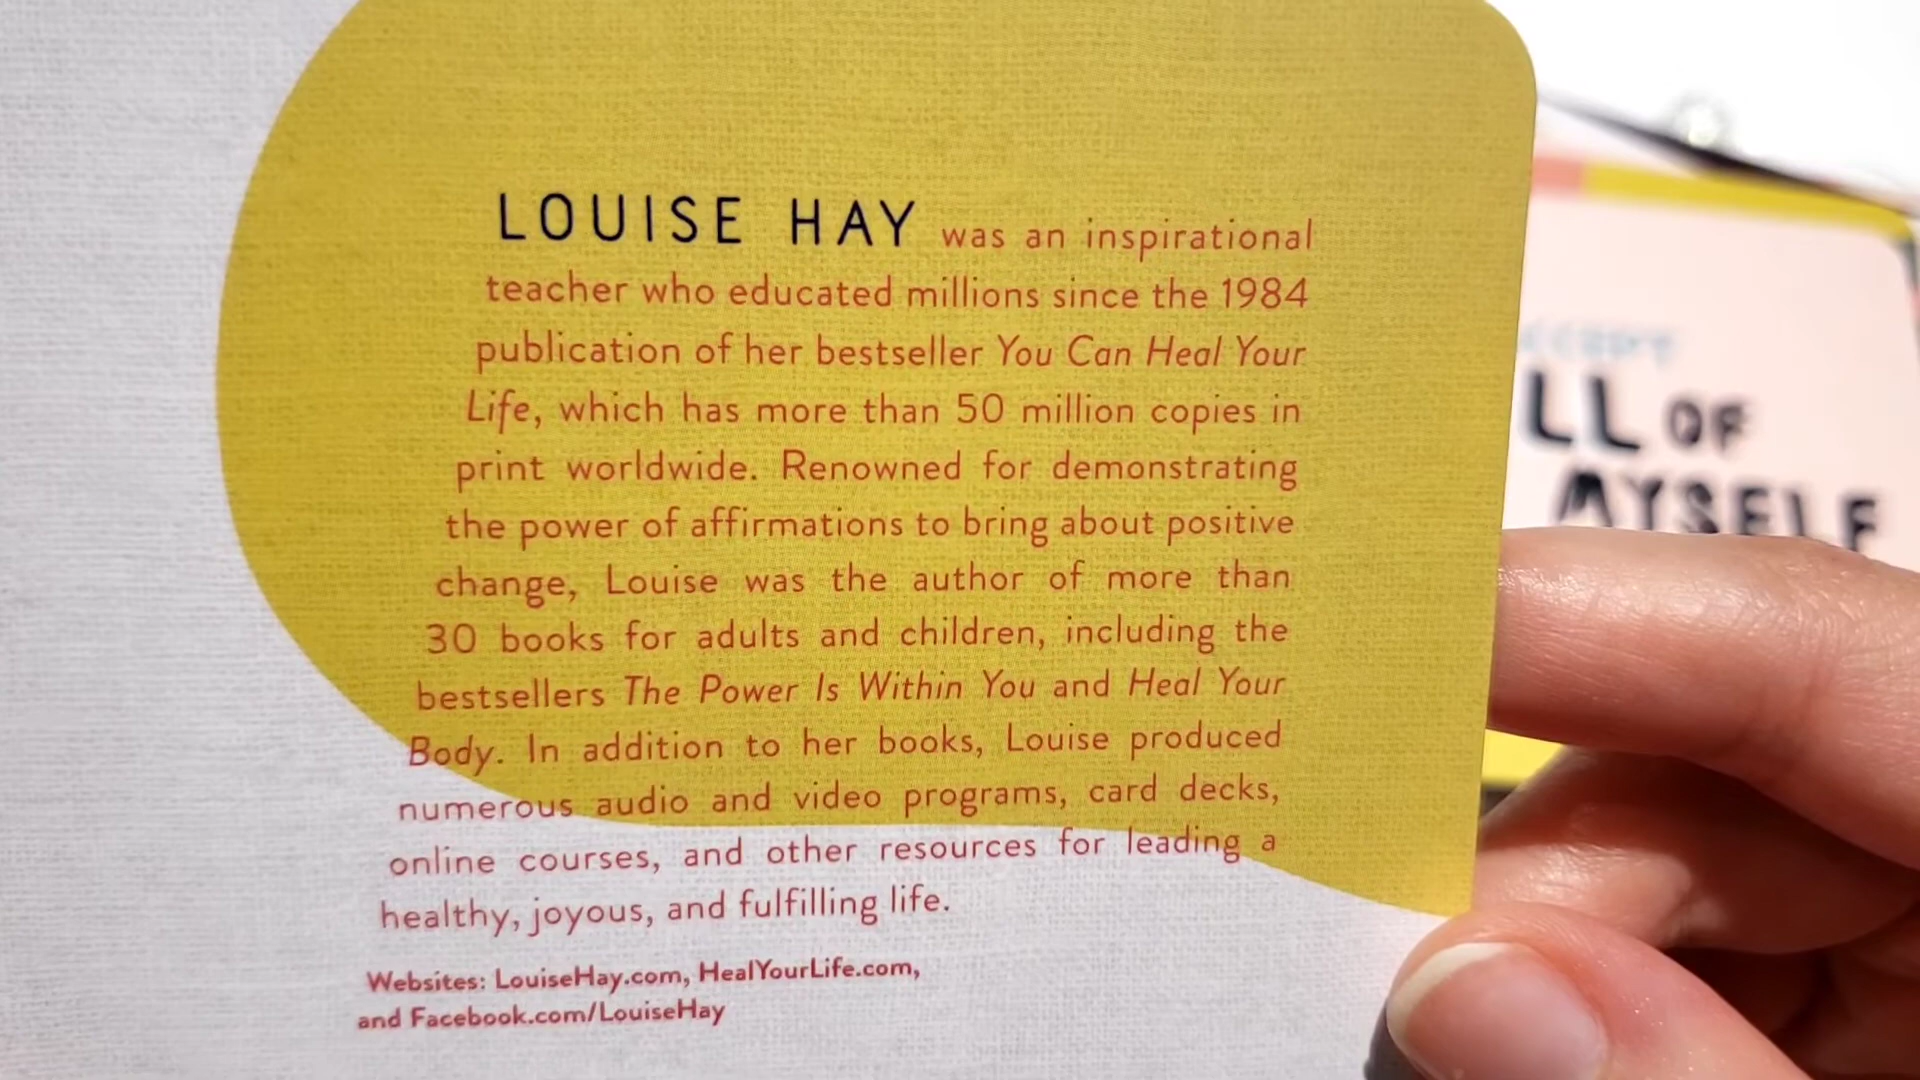 LOUISE HAY was an inspirational
teacher who educated millions since the 1984
publication of her bestseller You Can Heal Your
Life, which has more than 50 million copies in
print worldwide. Renowned for demonstrating
the power of affirmations to bring about positive
change, Louise was the author of more than
30 books for adults and children, including the
bestsellers The Power Is Within You and Heal Your
Body. In addition to her books, Louise produced
numerous audio and video programs, card decks,
online courses, and other resources for leading a
healthy, joyous, and fulfilling life.
Websites: LouiseHay.com, HealYourLife.com,
and Facebook.com/LouiseHay
OF
MYSELF